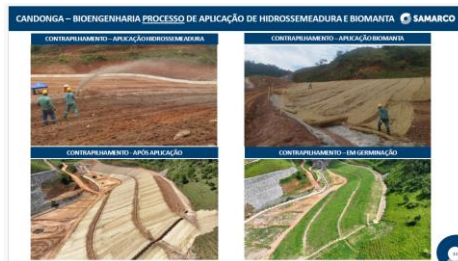 CANDONGA – BIOENGENHARIA PROCESSO DE APLICAÇÃO DE HIDROSSEMEADURA E BIOMANTA
SAMARCO
CONTRAPILHAMENTO – APLICAÇÃO HIDROSSEMEADURA
CONTRAPILHAMENTO – APLICAÇÃO BIOMANTA
CONTRAPILHAMENTO - APÓS APLICAÇÃO
CONTRAPILHAMENTO – EM GERMINAÇÃO